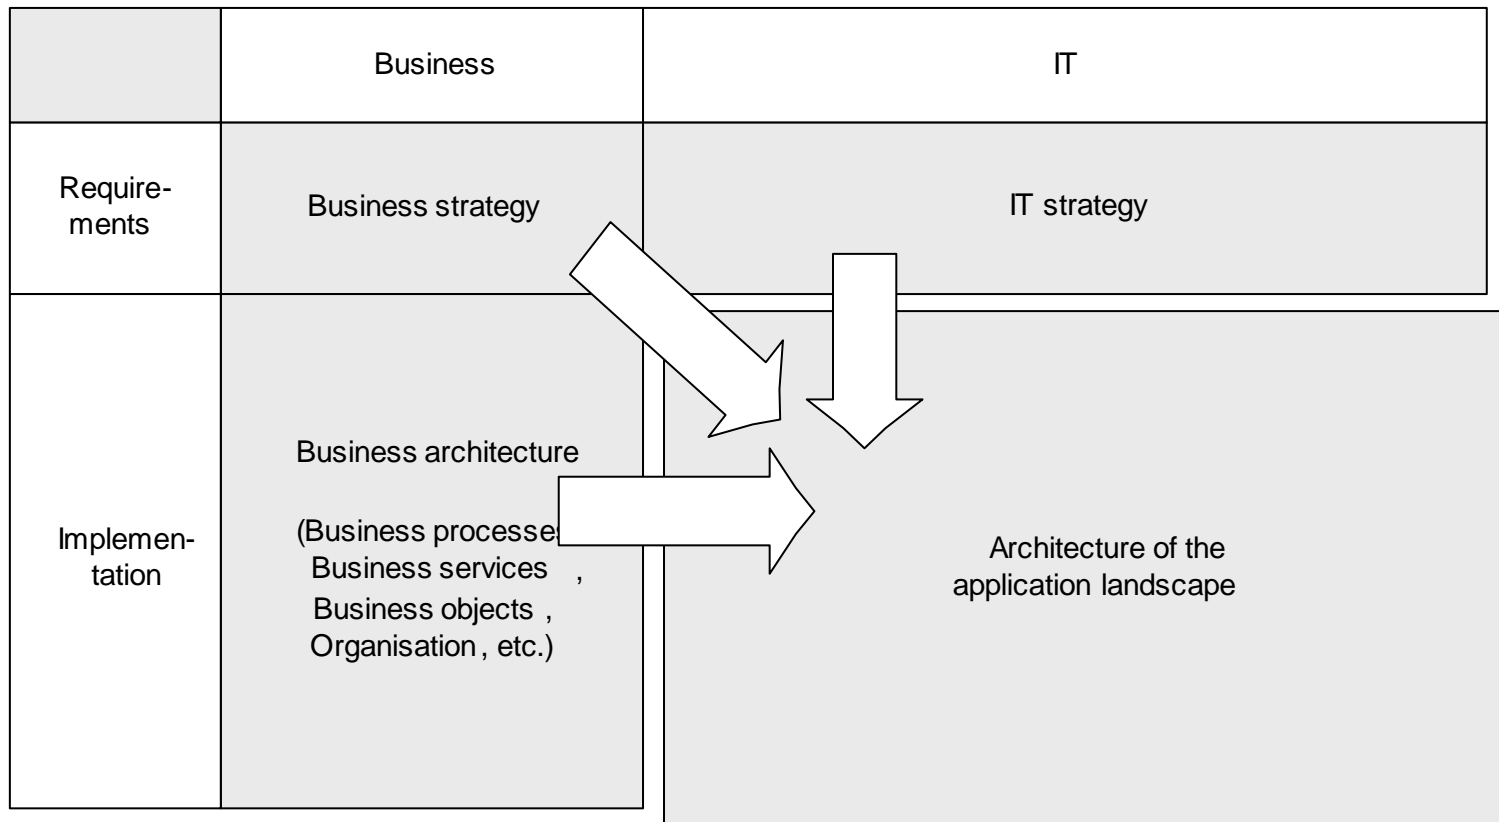 Business
IT
Require-
ments
Business strategy
IT strategy
Implemen-
tation
Business architecture
(Business processes
Business services ,
Business objects ,
Organisation , etc.)
Architecture of the
application landscape